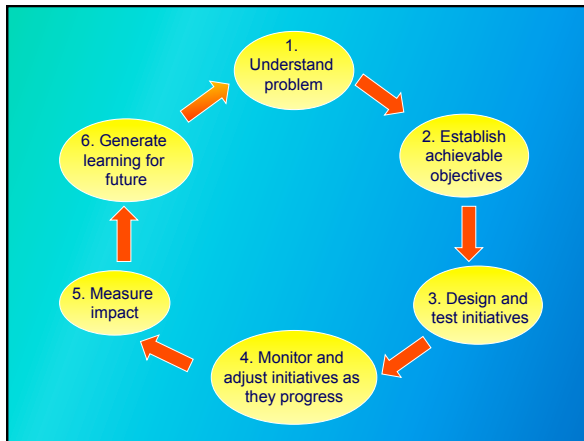 1.
Understand
problem
2. Establish
achievable
objectives
3. Design and
test initiatives
4. Monitor and
adjust initiatives as
they progress
5. Measure
impact
6. Generate
learning for
future